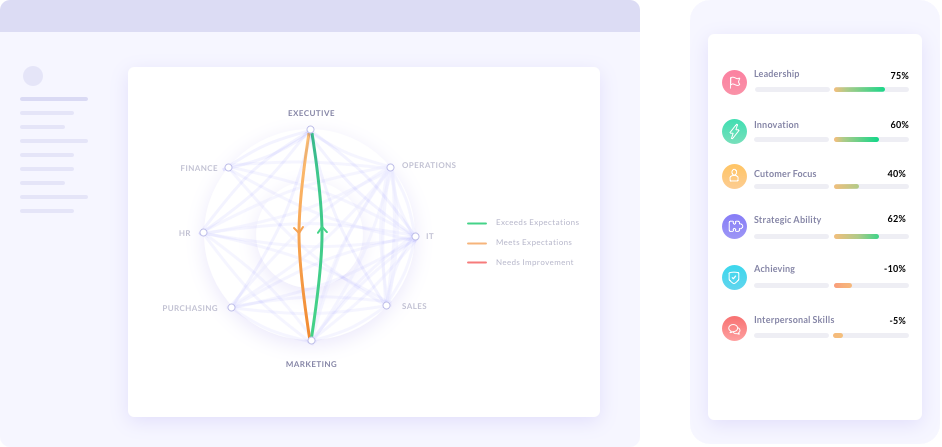 EXECUTIVE
FINANCE
OPERATIONS
HR
IT
PURCHASING
SALES
MARKETING
Exceeds Expectations
Meets Expectations
Needs Improvement
Leadership 75%
Innovation 60%
Cutomer Focus 40%
Strategic Ability 62%
Achieving -10%
Interpersonal Skills -5%